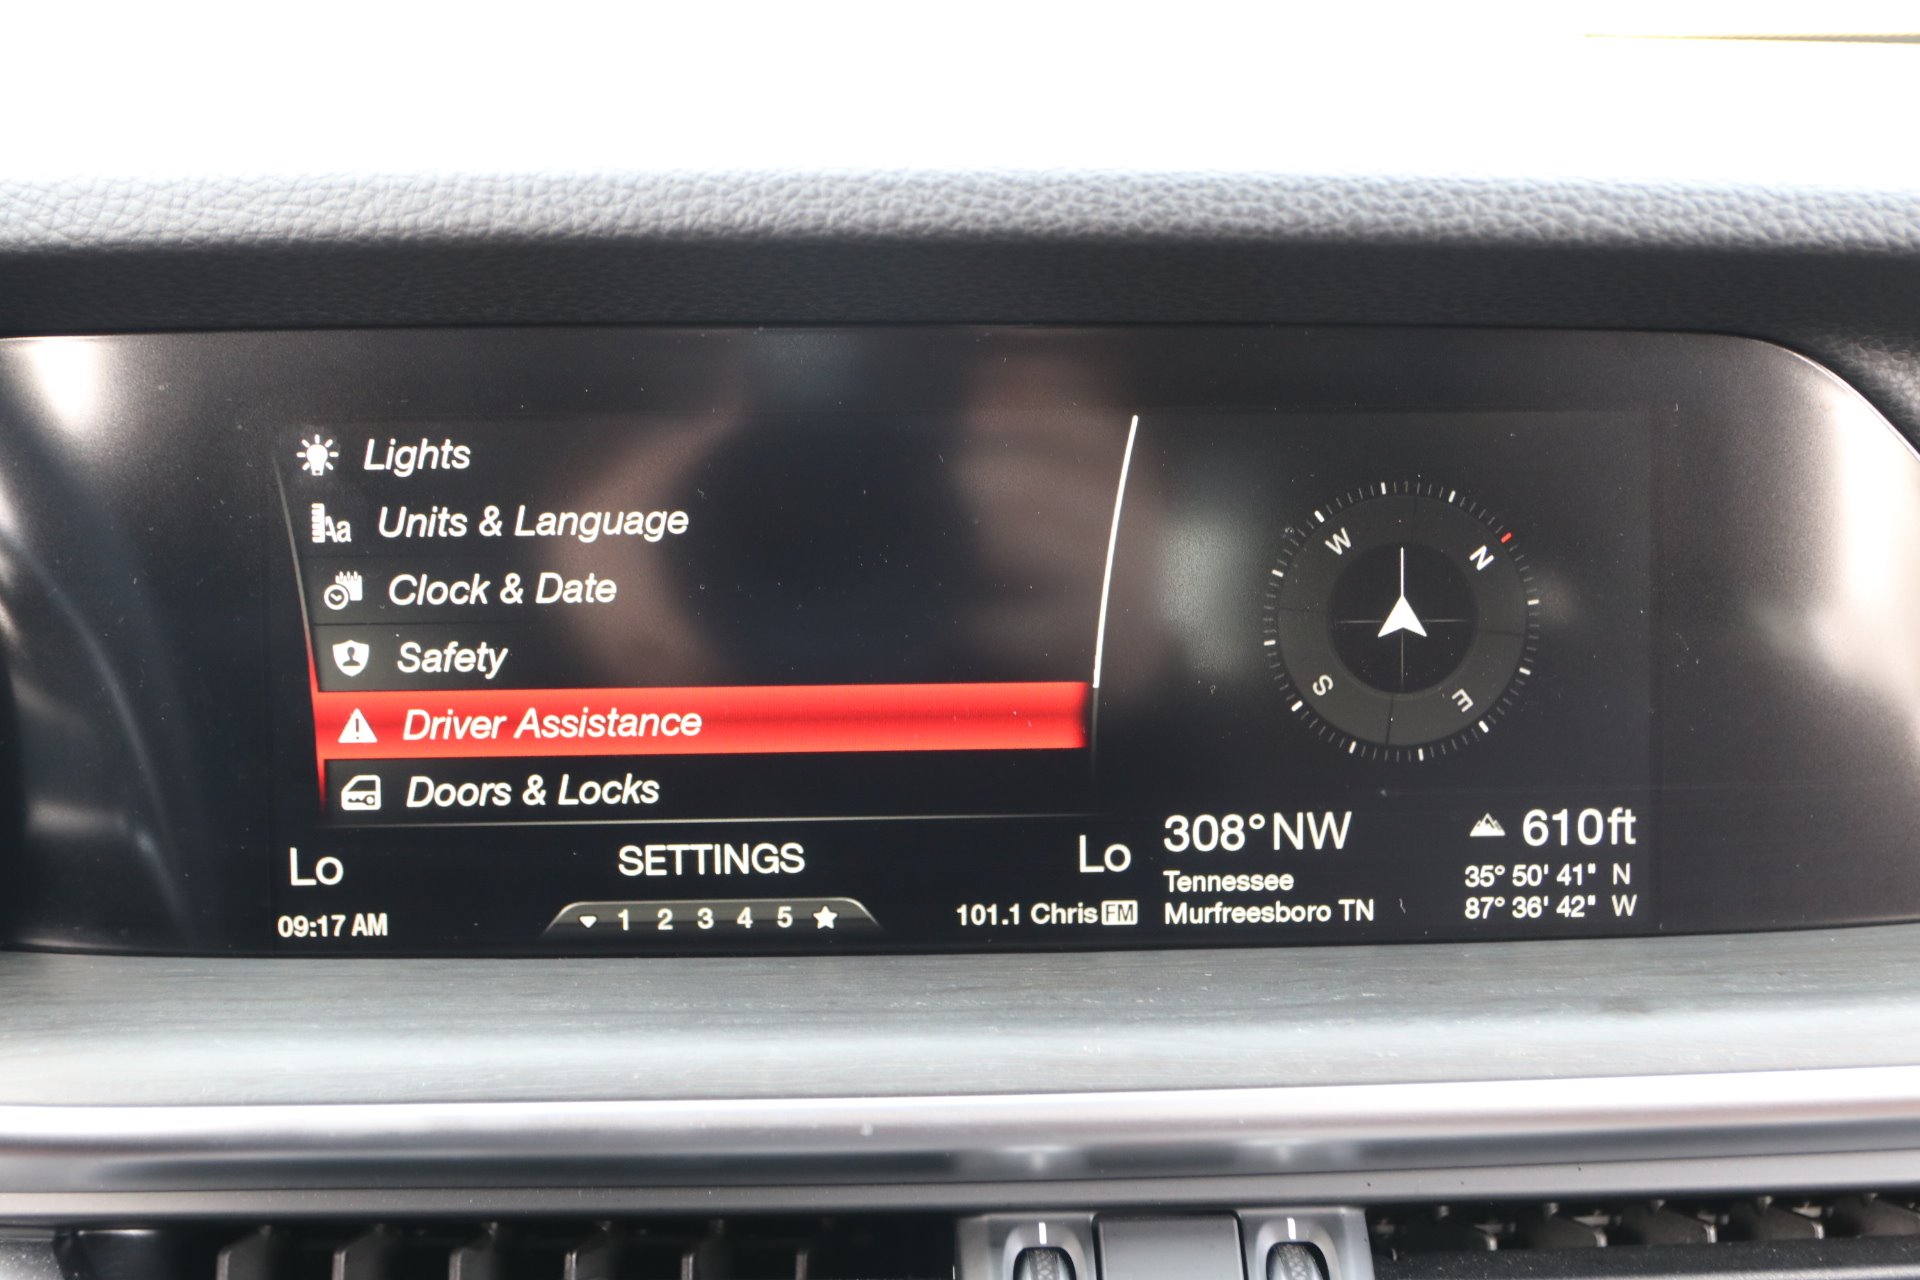 Lights
Aa Units & Language
Clock & Date
Safety
Driver Assistance
Doors & Locks
Lo
SETTINGS
Lo
09:17 AM
1 2 3 4 5
101.1 Chris FM
N
E
S
W
308° NW
610ft
Tennessee
35° 50' 41" N
Murfreesboro TN
87° 36' 42" W